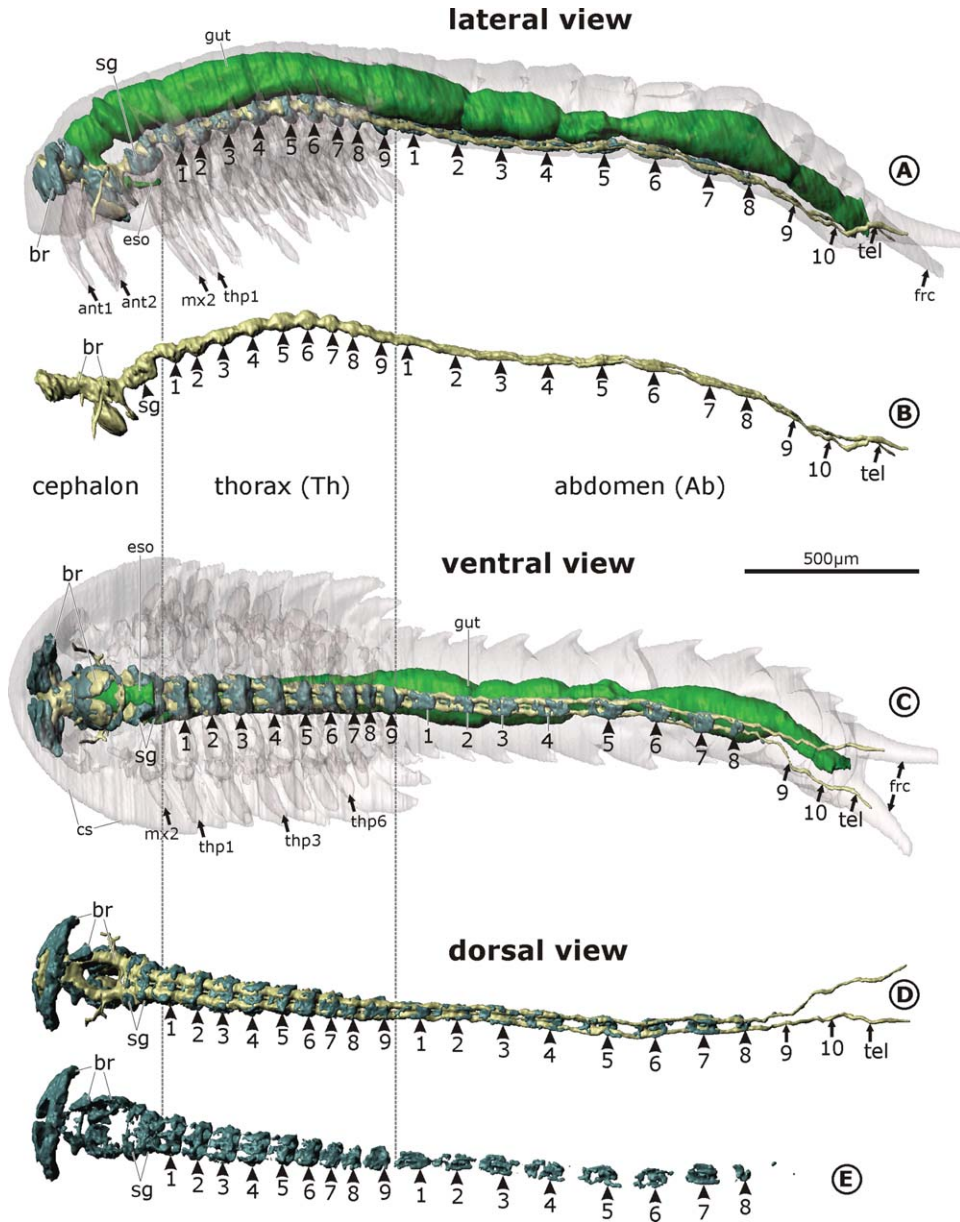 lateral view
gut
sg
1 2 3 4 5 6 7 8 9 1 2 3 4 5 6 7 8 9 10 tel
A
br
eso
ant1
ant2
mx2
thp1
frc
br
sg
1 2 3 4 5 6 7 8 9 1 2 3 4 5 6 7 8 9 10 tel
B
cephalon
thorax (Th)
abdomen (Ab)
ventral view
500µm
eso
br
gut
C
sg
1 2 3 4 5 6 7 8 9 1 2 3 4 5 6 7 8 9 10 tel
frc
cs
mx2
thp1
thp3
thp6
dorsal view
br
D
sg
1 2 3 4 5 6 7 8 9 1 2 3 4 5 6 7 8 9 10 tel
br
sg
1 2 3 4 5 6 7 8 9 1 2 3 4 5 6 7 8
E